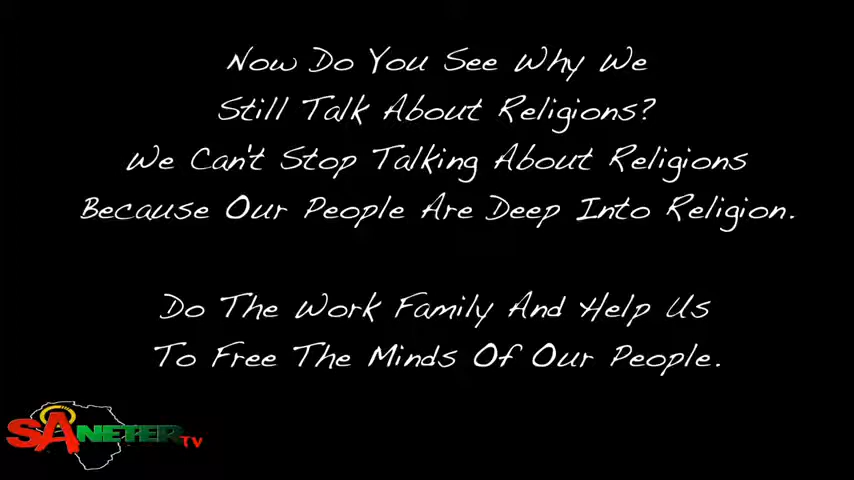 Now Do You See Why We
Still Talk About Religions?
We Can't Stop Talking About Religions
Because Our People Are Deep Into Religion.
Do The Work Family And Help Us
To Free The Minds Of Our People.
SANETER TV